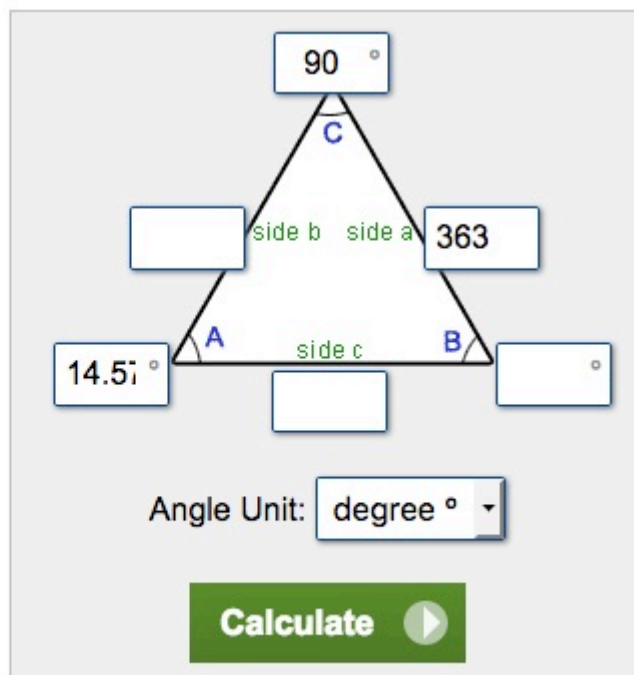 90 °
C
side b side a 363
A B
side c
14.57 ° °
Angle Unit: degree º
Calculate